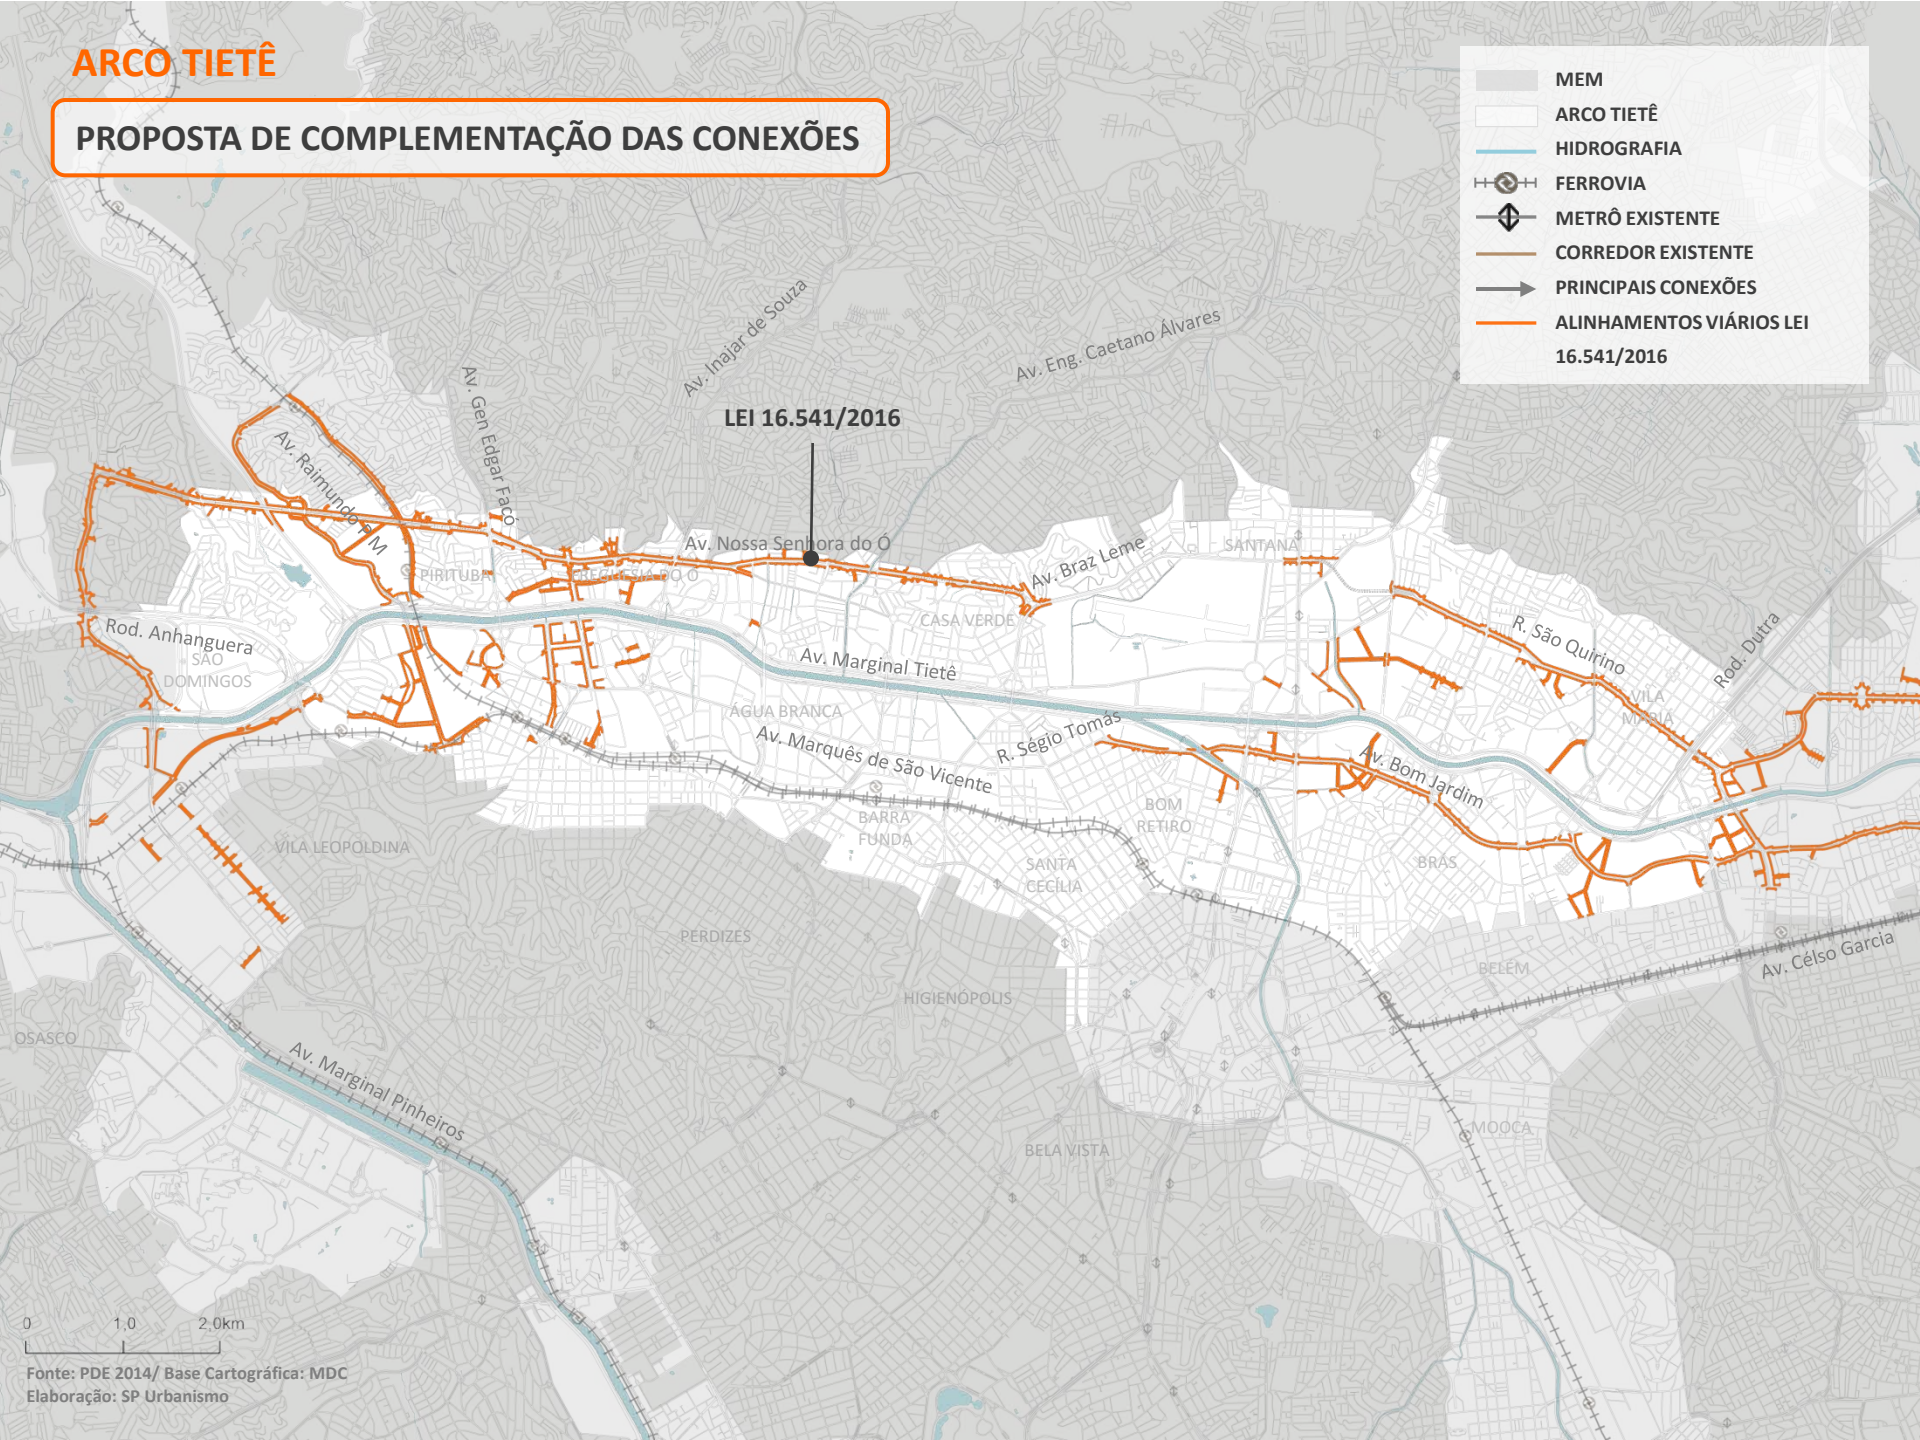 ARCO TIETÊ
PROPOSTA DE COMPLEMENTAÇÃO DAS CONEXÕES
MEM
ARCO TIETÊ
HIDROGRAFIA
FERROVIA
METRÔ EXISTENTE
CORREDOR EXISTENTE
PRINCIPAIS CONEXÕES
ALINHAMENTOS VIÁRIOS LEI
16.541/2016
Av. Inajar de Souza
Av. Eng. Caetano Álvares
Av. Gen Edgar Facó
LEI 16.541/2016
Av. Raimundo P M
Av. Nossa Senhora do Ó
Av. Braz Leme
SANTANA
PIRITUBA
FREGUESIA DO Ó
CASA VERDE
Rod. Anhanguera
SÃO
DOMINGOS
R. São Quirino
Rod. Dutra
Av. Marginal Tietê
VILA
MARIA
ÁGUA BRANCA
R. Ségio Tomás
Av. Marquês de São Vicente
Av. Bom Jardim
BOM
RETIRO
BARRA
FUNDA
VILA LEOPOLDINA
SANTA
CECÍLIA
BRÁS
PERDIZES
Av. Célso Garcia
BELÉM
HIGIENÓPOLIS
OSASCO
Av. Marginal Pinheiros
MOOCA
BELA VISTA
0 1,0 2,0km
Fonte: PDE 2014/ Base Cartográfica: MDC
Elaboração: SP Urbanismo